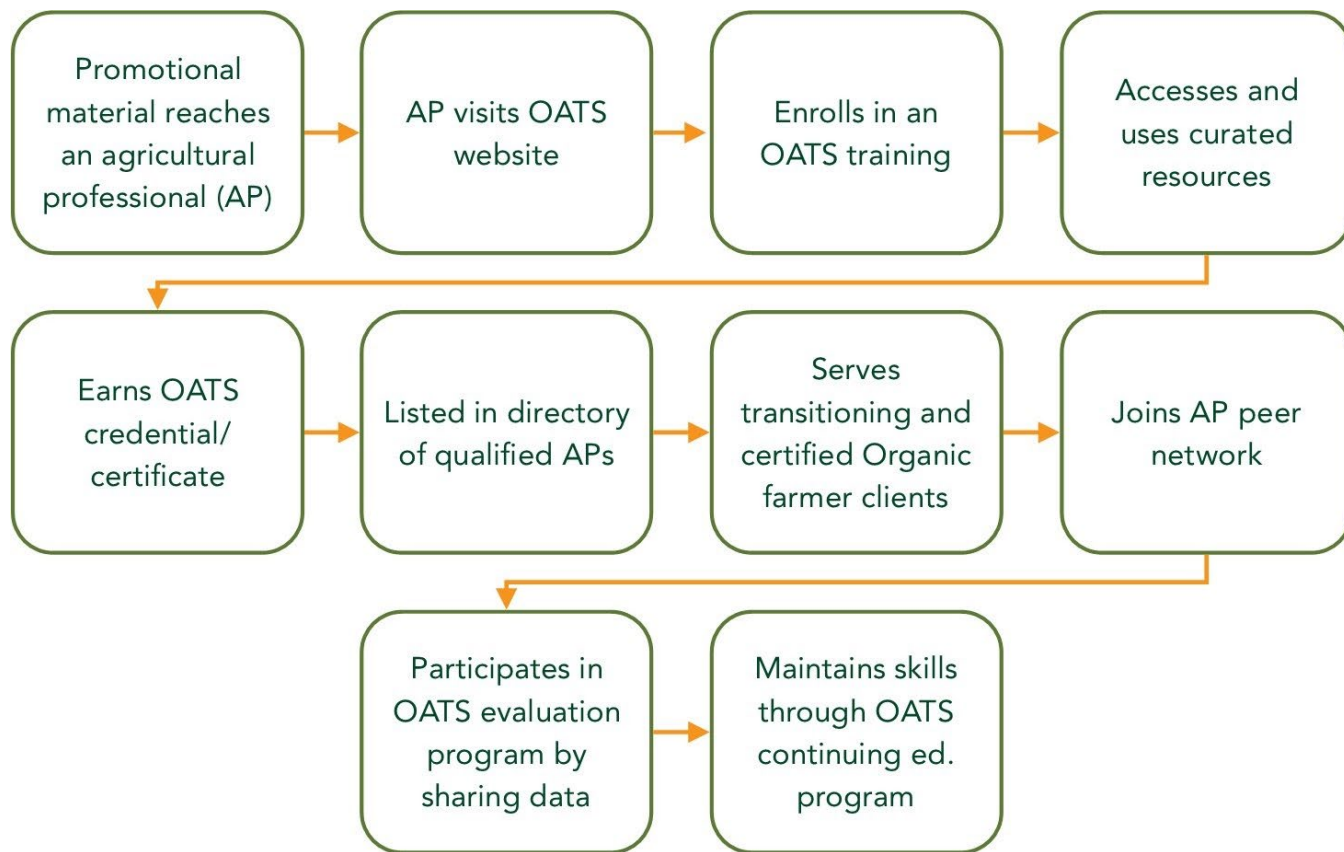 Promotional
material reaches
an agricultural
professional (AP)
AP visits OATS
website
Enrolls in an
OATS training
Accesses and
uses curated
resources
Earns OATS
credential/
certificate
Listed in directory
of qualified APs
Serves
transitioning and
certified Organic
farmer clients
Joins AP peer
network
Participates in
OATS evaluation
program by
sharing data
Maintains skills
through OATS
continuing ed.
program